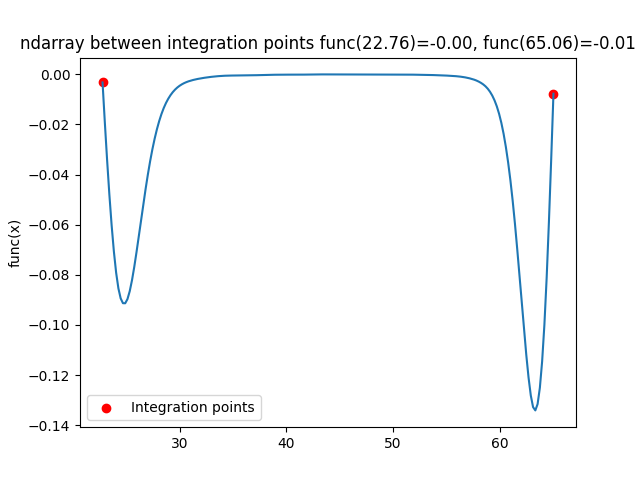 ndarray between integration points func(22.76)=-0.00, func(65.06)=-0.01
0.00
−0.02
−0.04
−0.06
−0.08
−0.10
−0.12
−0.14
func(x)
Integration points
30 40 50 60